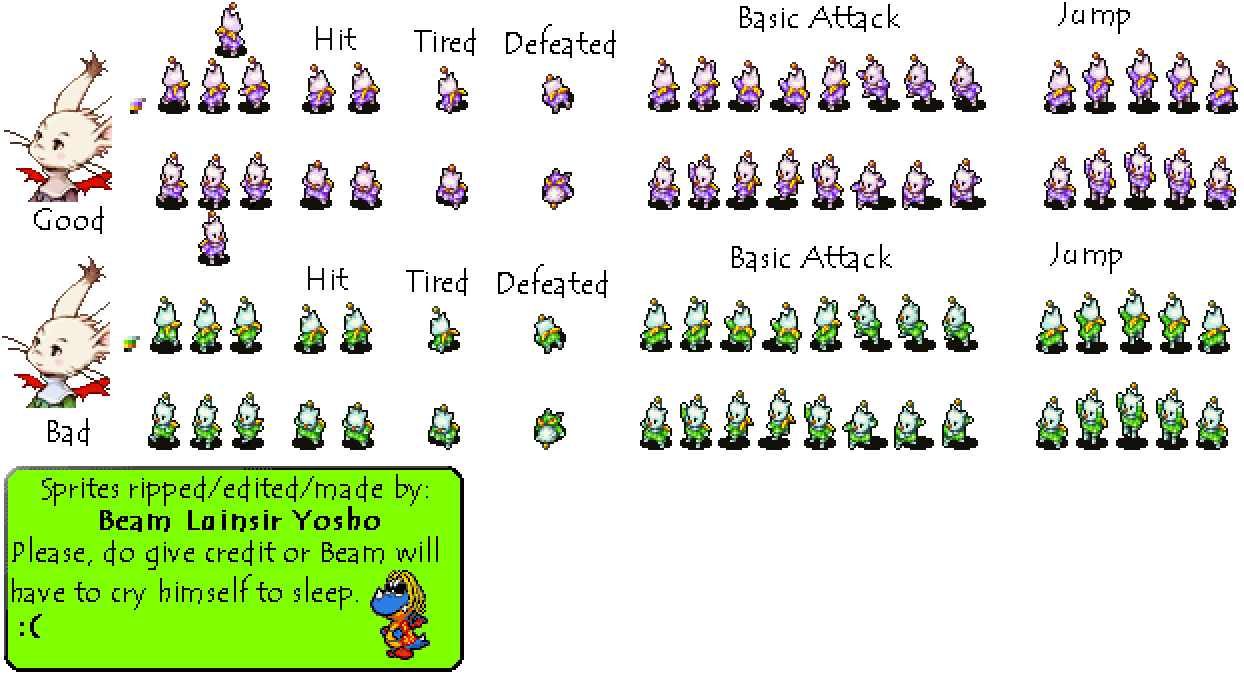 Hit Tired Defeated Basic Attack Jump
Good
Hit Tired Defeated Basic Attack Jump
Bad
Sprites ripped/edited/made by:
Beam Lainsir Yosho
Please, do give credit or Beam will
have to cry himself to sleep.
:(